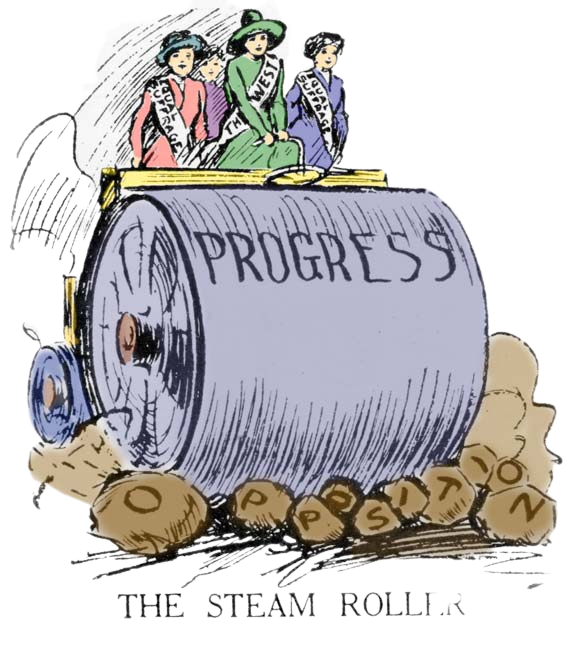 EQUAL SUFFRAGE
THE WEST
EQUAL SUFFRAGE
PROGRESS
OPPOSITION
THE STEAM ROLLER